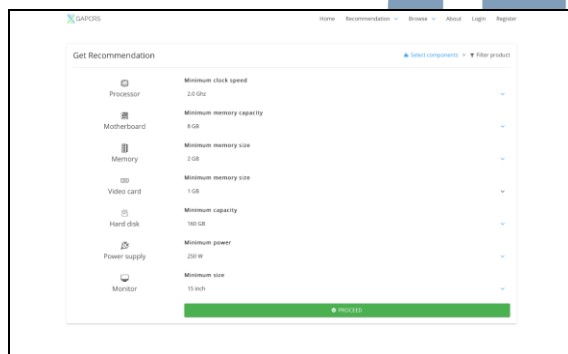 GAPCRS
Home Recommendation Browse About Login Register
Get Recommendation
Select components > Filter product
Processor
Minimum clock speed
2.0 Ghz
Motherboard
Minimum memory capacity
8 GB
Memory
Minimum memory size
2 GB
Video card
Minimum memory size
1 GB
Hard disk
Minimum capacity
160 GB
Power supply
Minimum power
250 W
Monitor
Minimum size
15 inch
PROCEED